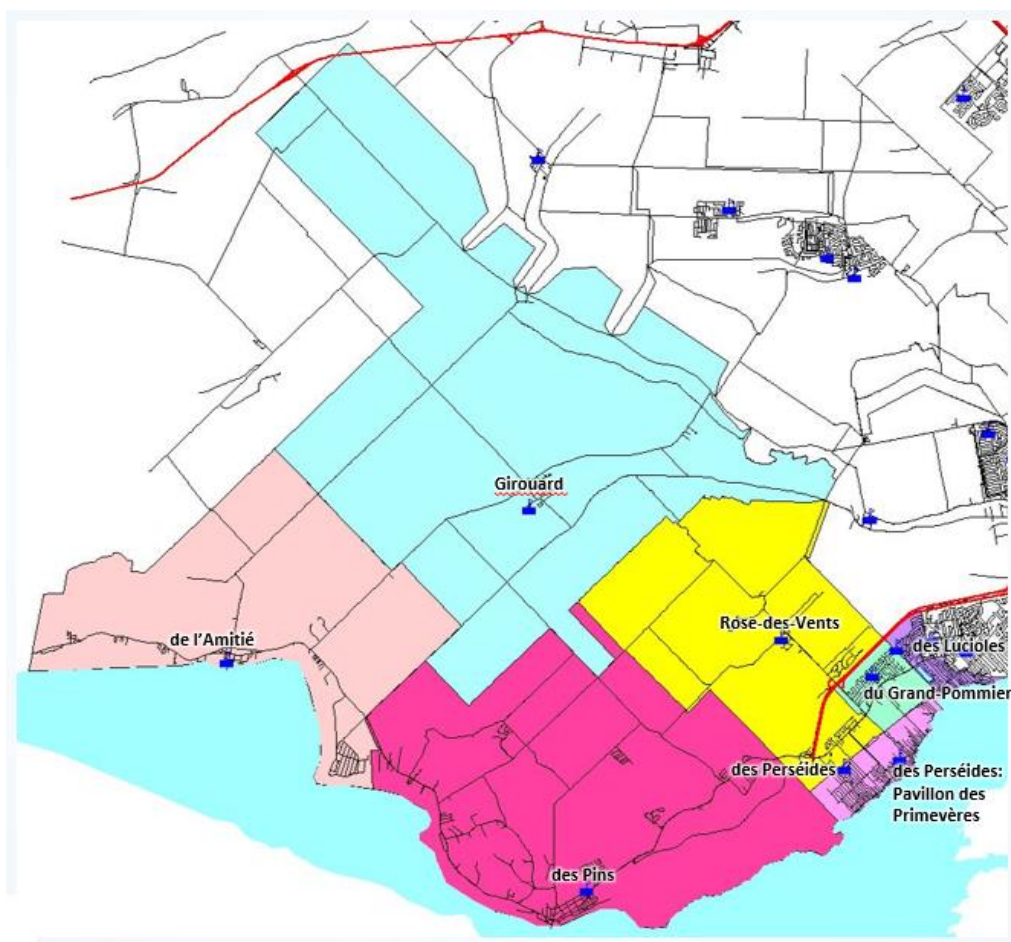 Girouard
Rose-des-Vents
de l'Amitié
des Lucioles
du Grand-Pommier
des Perséides
des Perséides:
Pavillon des
Primevères
des Pins